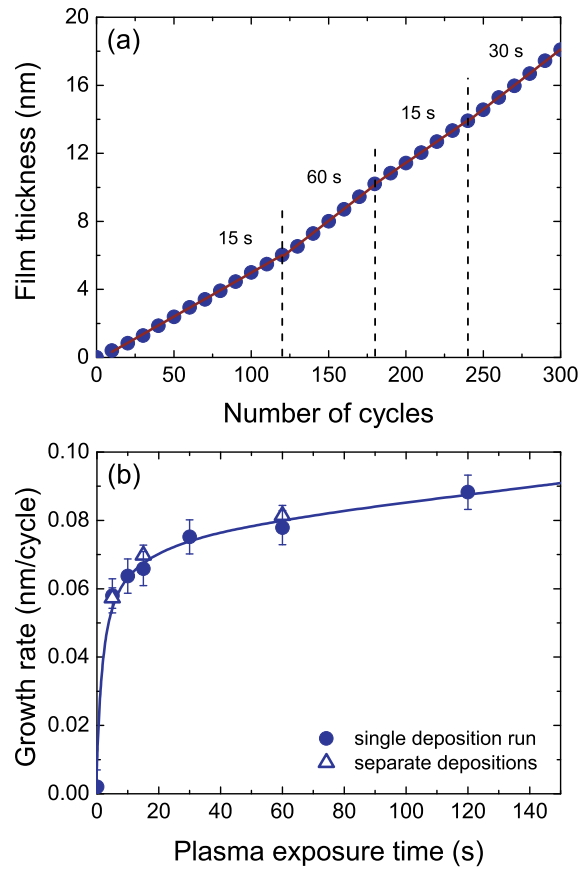 (a)
20
16
12
8
4
0
Film thickness (nm)
15 s
60 s
15 s
30 s
0 50 100 150 200 250 300
Number of cycles
(b)
0.10
0.08
0.06
0.04
0.02
0.00
Growth rate (nm/cycle)
single deposition run
separate depositions
0 20 40 60 80 100 120 140
Plasma exposure time (s)